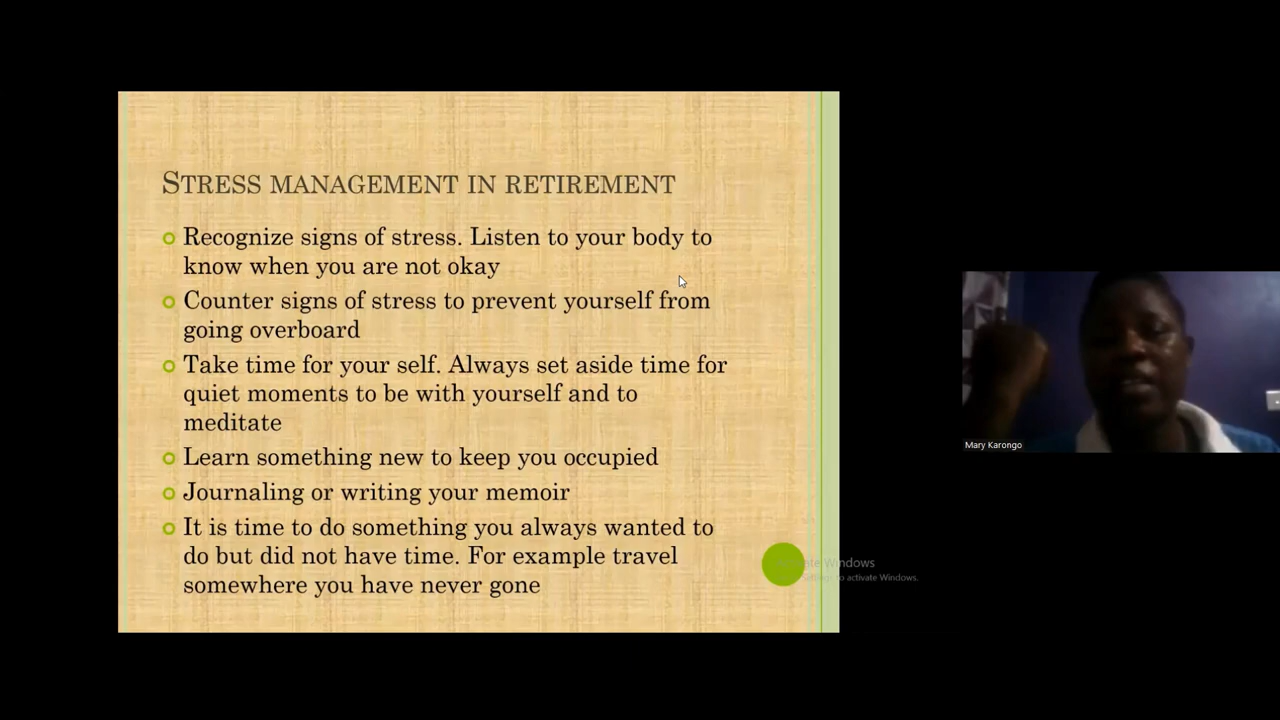 STRESS MANAGEMENT IN RETIREMENT
Recognize signs of stress. Listen to your body to
know when you are not okay
Counter signs of stress to prevent yourself from
going overboard
Take time for your self. Always set aside time for
quiet moments to be with yourself and to
meditate
Learn something new to keep you occupied
Journaling or writing your memoir
It is time to do something you always wanted to
do but did not have time. For example travel
somewhere you have never gone
Windows
to activate Windows.
Mary Karongo